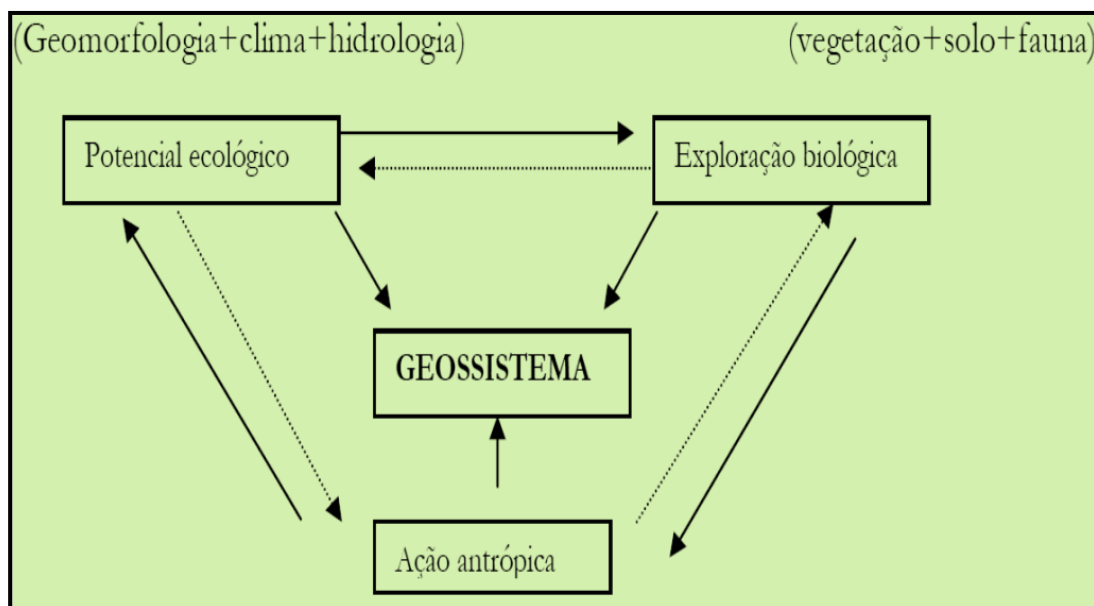 (Geomorfologia+clima+hidrologia)
(vegetação+solo+fauna)
Potencial ecológico
Exploração biológica
GEOSSISTEMA
Ação antrópica